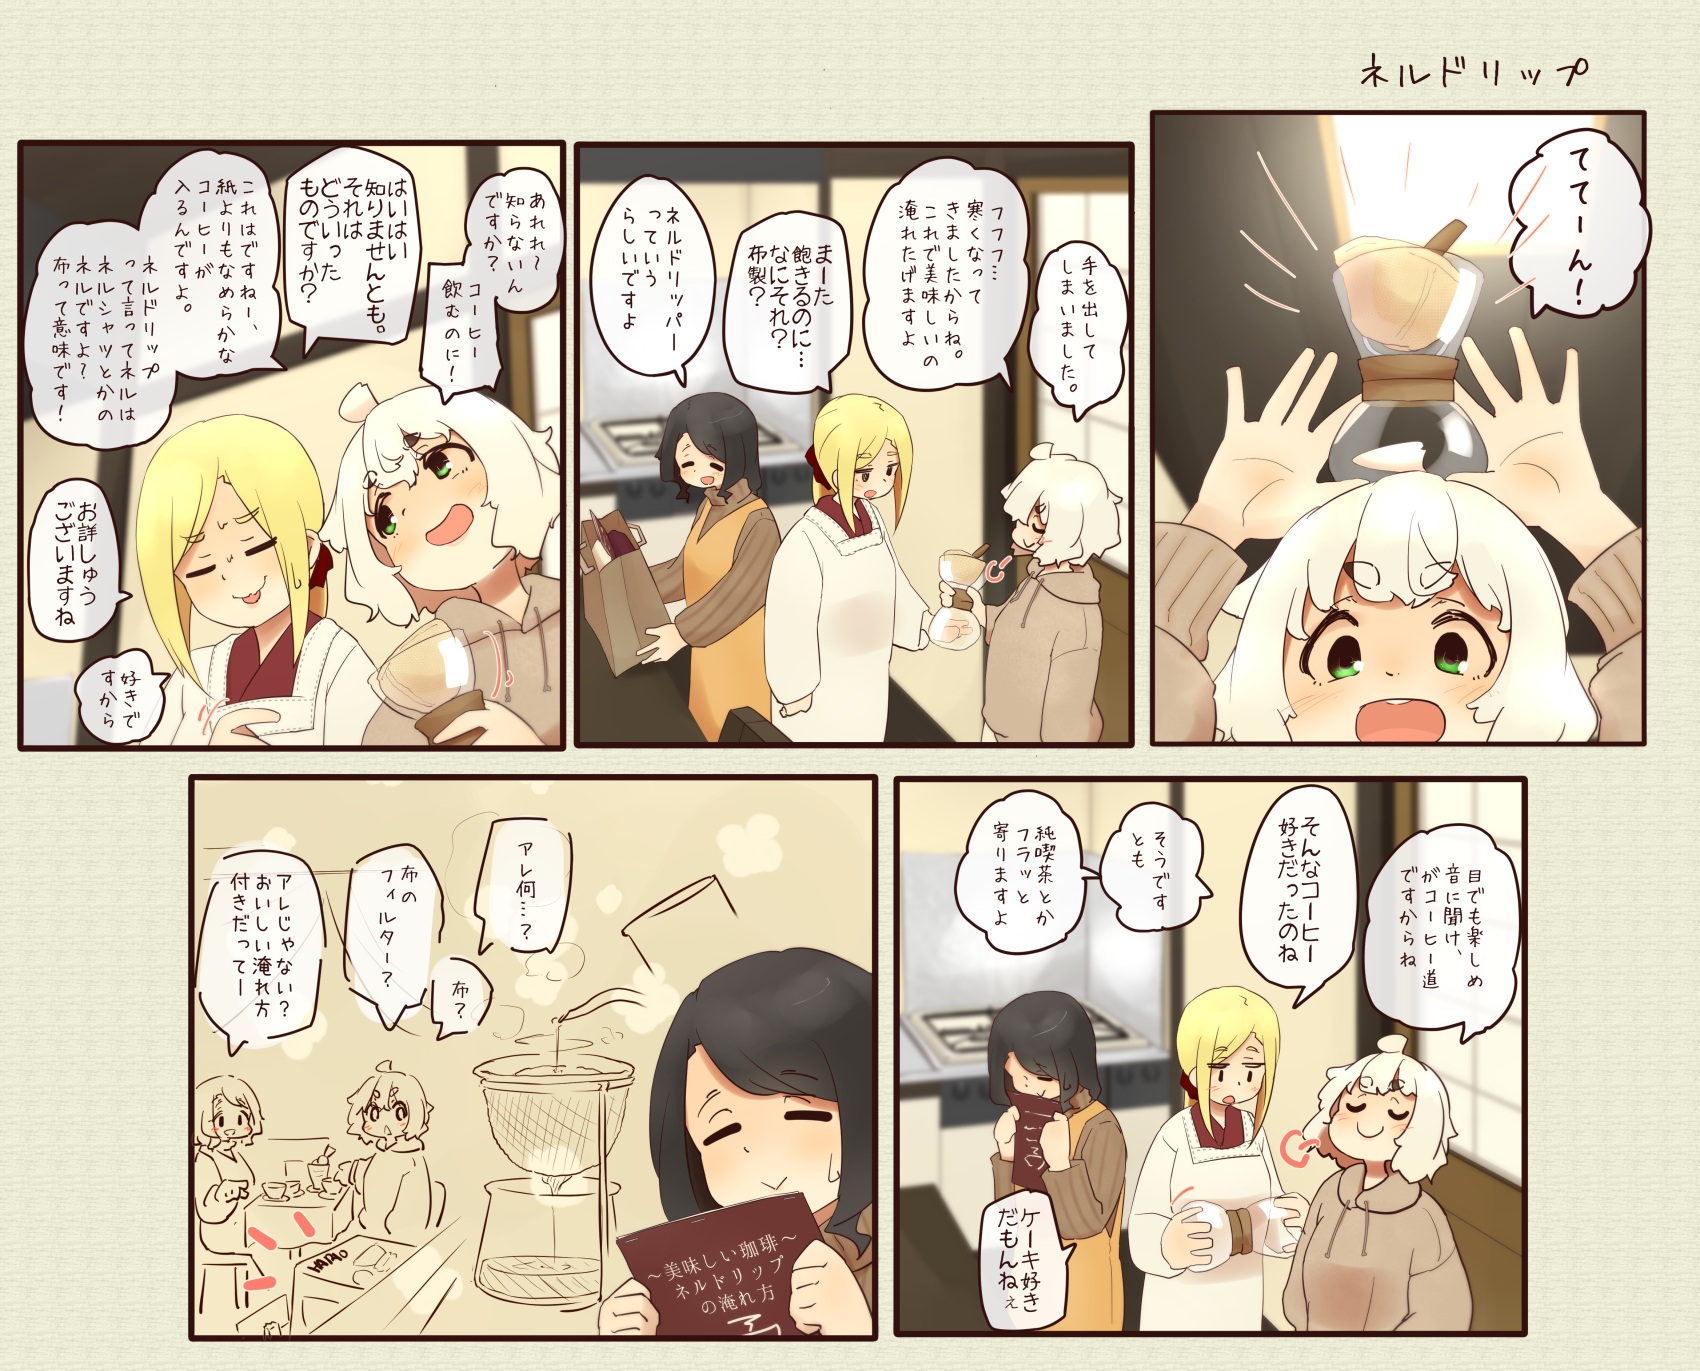 ネルドリップ
ててーん!
手を出して
しまいました。
フフフ…
寒くなって
きましたからね。
これで美味しいの
淹れたげますよ
まーた
飽きるのに…
なにそれ?
布製?
ネルドリッパー
っていう
らしいですよ
あれれ~
知らないん
ですか?
コーヒー
飲むのに!
はいはい
知りませんとも。
それは
どういった
ものですか?
これはですねー、
紙よりもなめらかな
コーヒーが
入るんですよ。
ネルドリップ
って言ってネルは
ネルシャツとかの
ネルですよ?
布って意味です!
お詳しゅう
ございますね
好きで
すから
目でも楽しめ
音に聞け、
がコーヒー道
ですからね
そんなコーヒー
好きだったのね
そうです
とも
純喫茶とか
フラッと
寄りますよ
ケーキ好き
だもんねぇ
アレ何…?
布の
フィルター?
布?
アレじゃない?
おいしい淹れ方
付きだってー
~美味しい珈琲~
ネルドリップ
の淹れ方